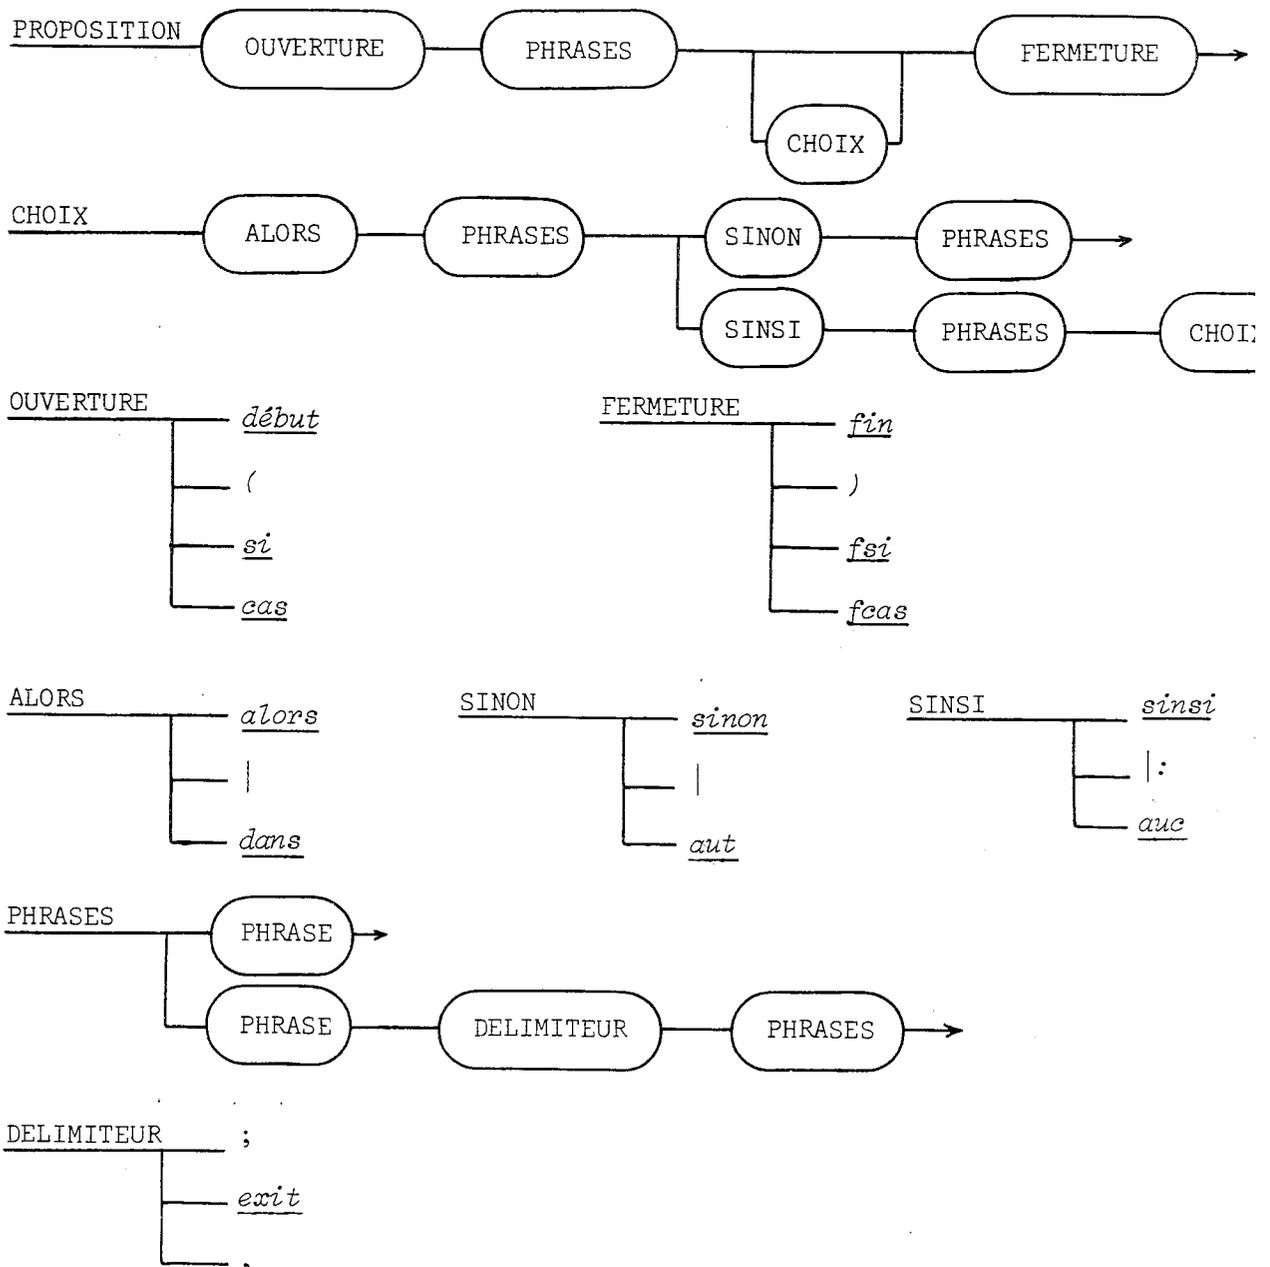 PROPOSITION OUVERTURE PHRASES FERMETURE
CHOIX
CHOIX ALORS PHRASES SINON PHRASES
SINSI PHRASES CHOIX
OUVERTURE début FERMETURE fin
( )
si fsi
cas fcas
ALORS alors SINON sinon SINSI sinsi
| | |:
dans aut auc
PHRASES PHRASE
PHRASE DELIMITEUR PHRASES
DELIMITEUR ;
exit
,